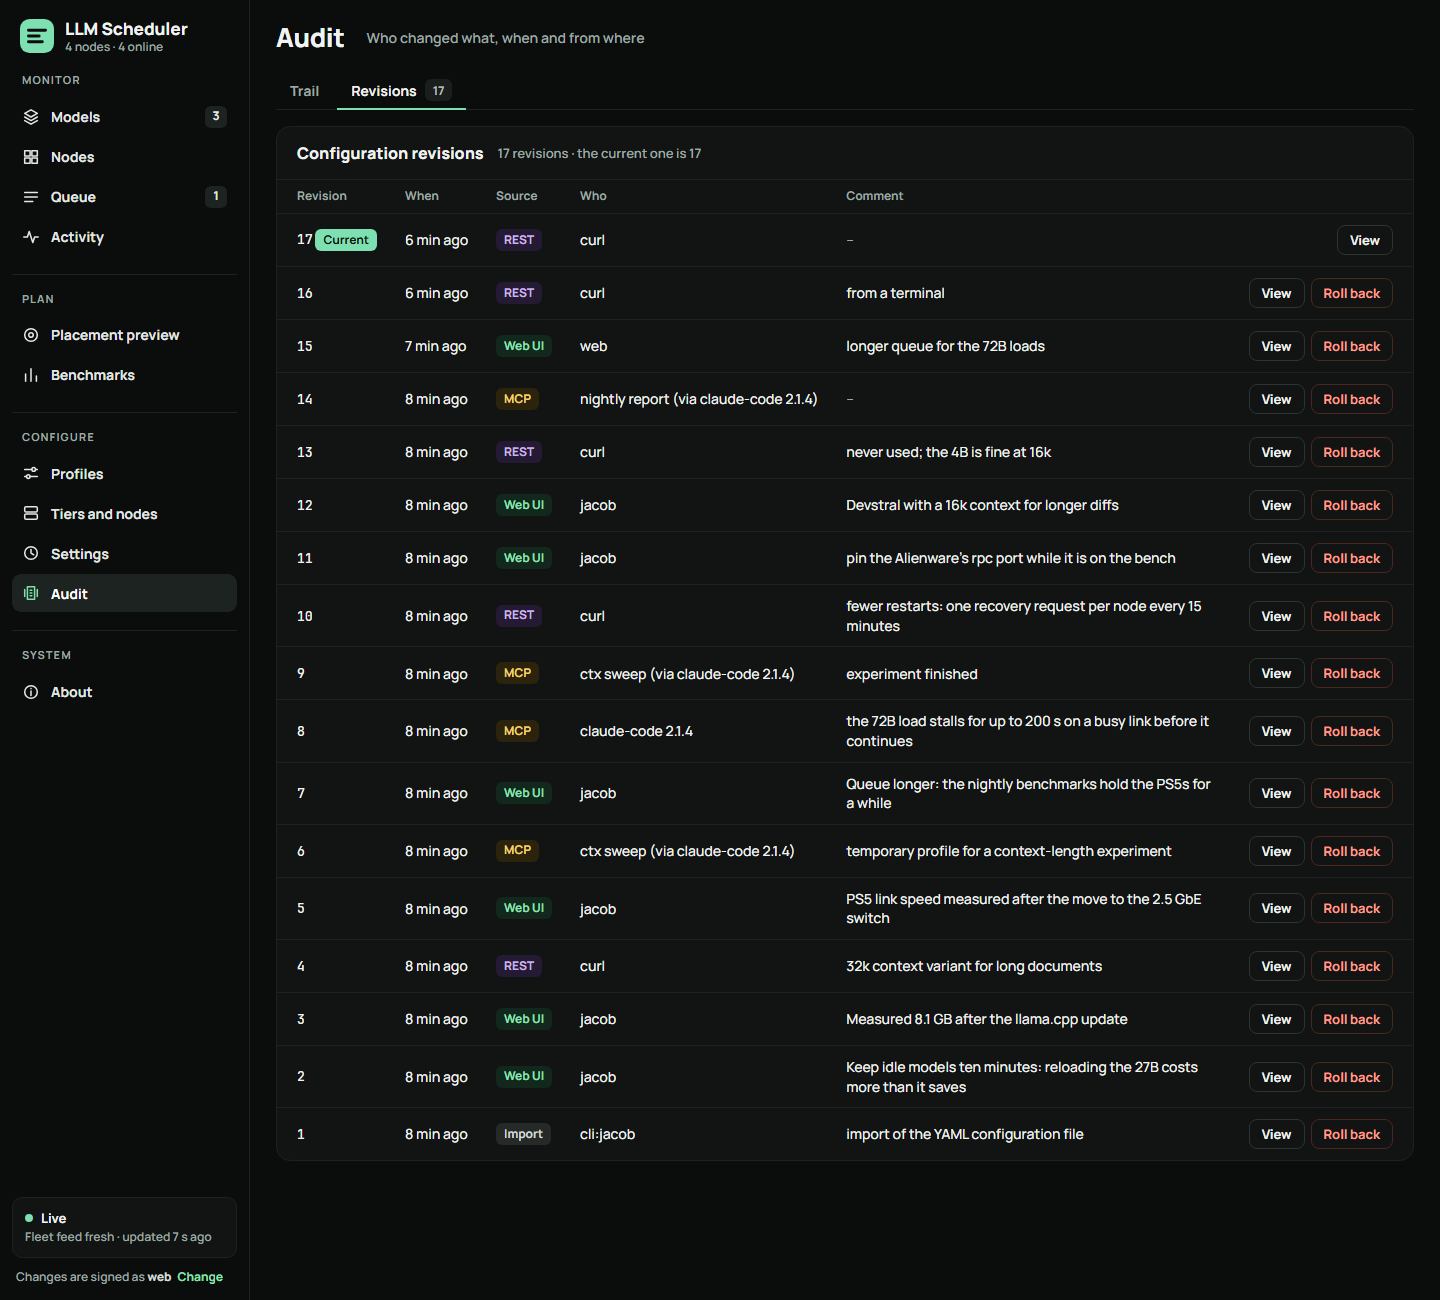 LLM Scheduler
4 nodes · 4 online
MONITOR
Models 3
Nodes
Queue 1
Activity
PLAN
Placement preview
Benchmarks
CONFIGURE
Profiles
Tiers and nodes
Settings
Audit
SYSTEM
About
Live
Fleet feed fresh · updated 7 s ago
Changes are signed as web Change
Audit Who changed what, when and from where
Trail Revisions 17
Configuration revisions 17 revisions · the current one is 17
Revision When Source Who Comment
17 Current 6 min ago REST curl – View
16 6 min ago REST curl from a terminal View Roll back
15 7 min ago Web UI web longer queue for the 72B loads View Roll back
14 8 min ago MCP nightly report (via claude-code 2.1.4) – View Roll back
13 8 min ago REST curl never used; the 4B is fine at 16k View Roll back
12 8 min ago Web UI jacob Devstral with a 16k context for longer diffs View Roll back
11 8 min ago Web UI jacob pin the Alienware's rpc port while it is on the bench View Roll back
10 8 min ago REST curl fewer restarts: one recovery request per node every 15
minutes View Roll back
9 8 min ago MCP ctx sweep (via claude-code 2.1.4) experiment finished View Roll back
8 8 min ago MCP claude-code 2.1.4 the 72B load stalls for up to 200 s on a busy link before it
continues View Roll back
7 8 min ago Web UI jacob Queue longer: the nightly benchmarks hold the PS5s for
a while View Roll back
6 8 min ago MCP ctx sweep (via claude-code 2.1.4) temporary profile for a context-length experiment View Roll back
5 8 min ago Web UI jacob PS5 link speed measured after the move to the 2.5 GbE
switch View Roll back
4 8 min ago REST curl 32k context variant for long documents View Roll back
3 8 min ago Web UI jacob Measured 8.1 GB after the llama.cpp update View Roll back
2 8 min ago Web UI jacob Keep idle models ten minutes: reloading the 27B costs
more than it saves View Roll back
1 8 min ago Import cli:jacob import of the YAML configuration file View Roll back